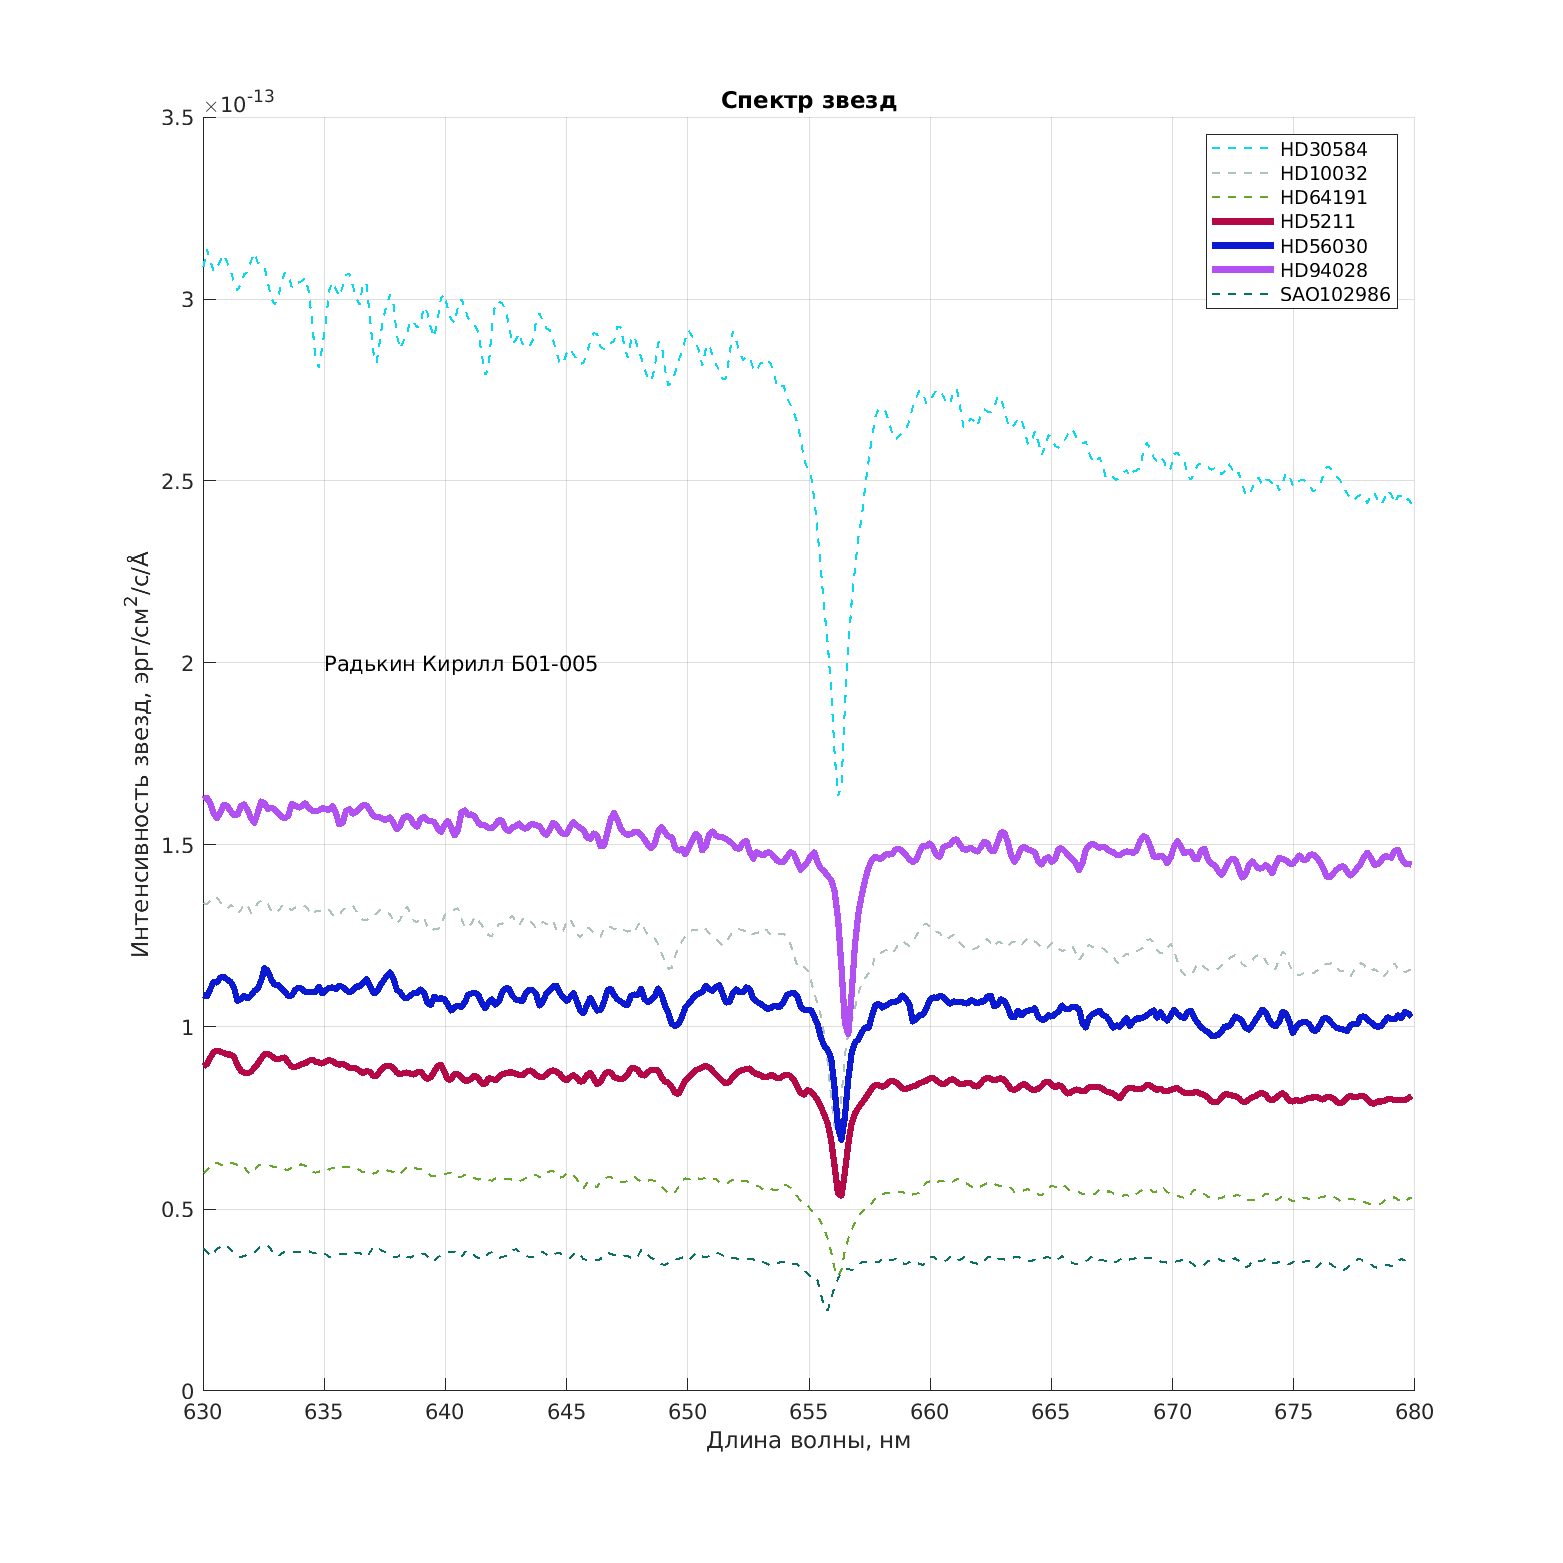 Спектр звезд
×10-13
3.5
3
2.5
2
1.5
1
0.5
0
Интенсивность звезд, эрг/см2/с/Å
HD30584
HD10032
HD64191
HD5211
HD56030
HD94028
SAO102986
Радькин Кирилл Б01-005
630 635 640 645 650 655 660 665 670 675 680
Длина волны, нм